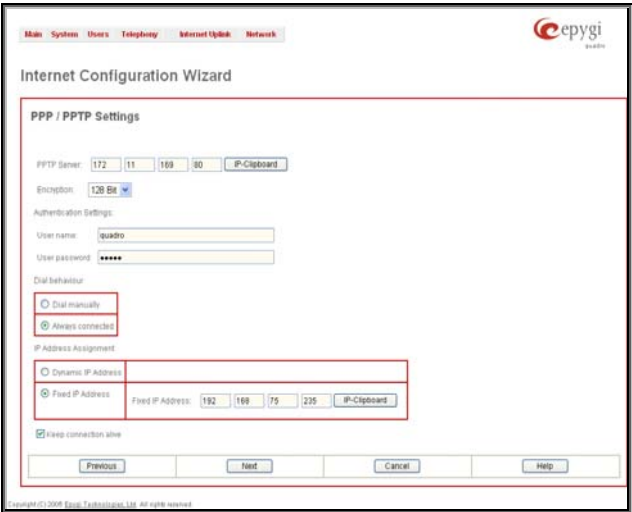 Main System Users Telephony Internet Uplink Network
epygi
quadro
Internet Configuration Wizard
PPP / PPTP Settings
PPTP Server: 172 11 169 80 IP-Clipboard
Encryption: 128 Bit
Authentication Settings:
User name: quadro
User password •••••
Dial behaviour
Dial manually
Always connected
IP Address Assignment
Dynamic IP Address
Fixed IP Address Fixed IP Address: 192 168 75 235 IP-Clipboard
Keep connection alive
Previous Next Cancel Help
Copyright (C) 2005 Epygi Technologies, Ltd. All rights reserved.